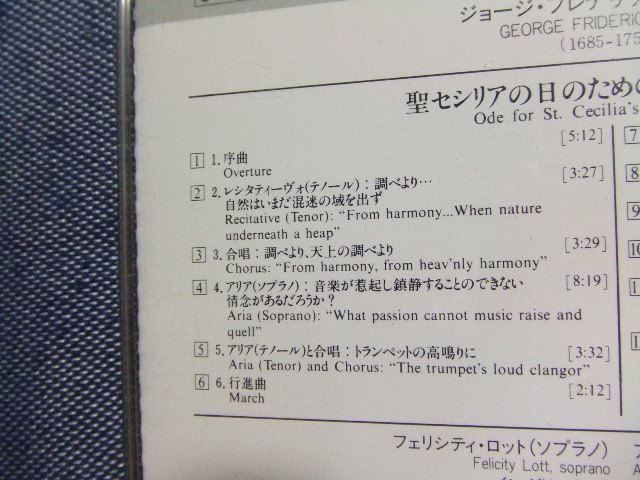 ジョージ・フレデリ
GEORGE FRIDERIC
(1685-175
聖セシリアの日のための
Ode for St. Cecilia's
1 1. 序曲 [5:12]
Overture
2 2. レシタティーヴォ(テノール)：調べより… [3:27]
自然はいまだ混迷の域を出ず
Recitative (Tenor): "From harmony...When nature
underneath a heap"
3 3. 合唱：調べより、天上の調べより [3:29]
Chorus: "From harmony, from heav'nly harmony"
4 4. アリア(ソプラノ)：音楽が惹起し鎮静することのできない [8:19]
情念があるだろうか？
Aria (Soprano): "What passion cannot music raise and
quell"
5 5. アリア(テノール)と合唱：トランペットの高鳴りに [3:32]
Aria (Tenor) and Chorus: "The trumpet's loud clangor"
6 6. 行進曲 [2:12]
March
7
8
9
10
フェリシティ・ロット(ソプラノ)
Felicity Lott, soprano